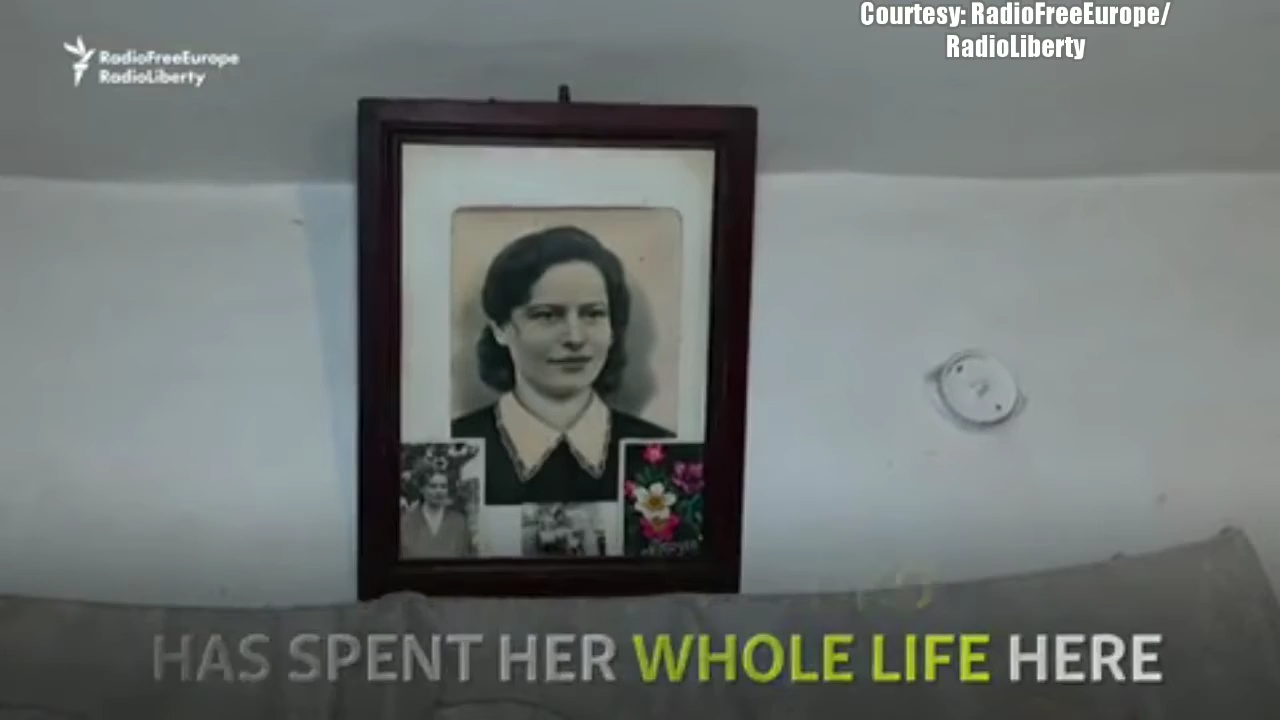 Courtesy: RadioFreeEurope/
RadioLiberty
RadioFreeEurope
RadioLiberty
HAS SPENT HER WHOLE LIFE HERE